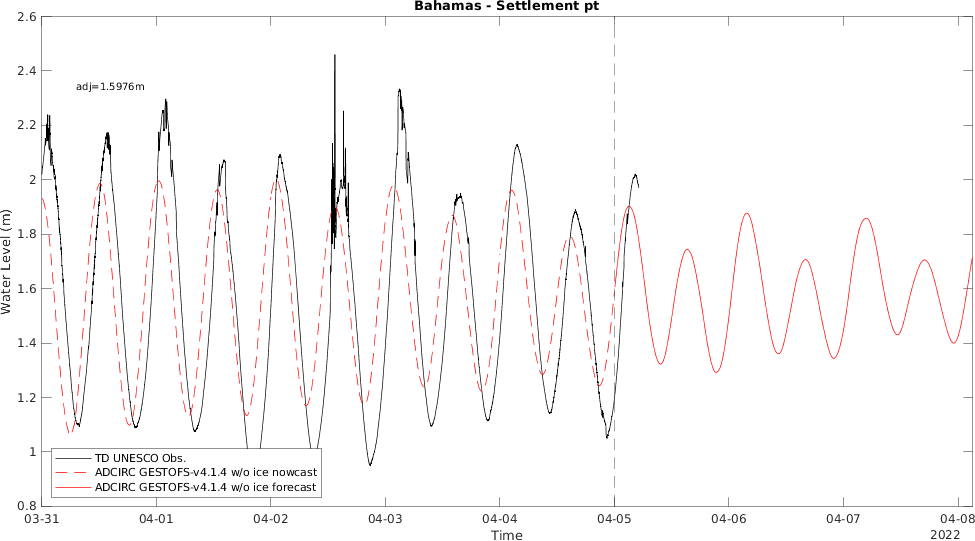 Bahamas - Settlement pt
2.6
2.4
adj=1.5976m
2.2
2
1.8
1.6
1.4
1.2
1
0.8
Water Level (m)
TD UNESCO Obs.
ADCIRC GESTOFS-v4.1.4 w/o ice nowcast
ADCIRC GESTOFS-v4.1.4 w/o ice forecast
03-31 04-01 04-02 04-03 04-04 04-05 04-06 04-07 04-08
Time
2022